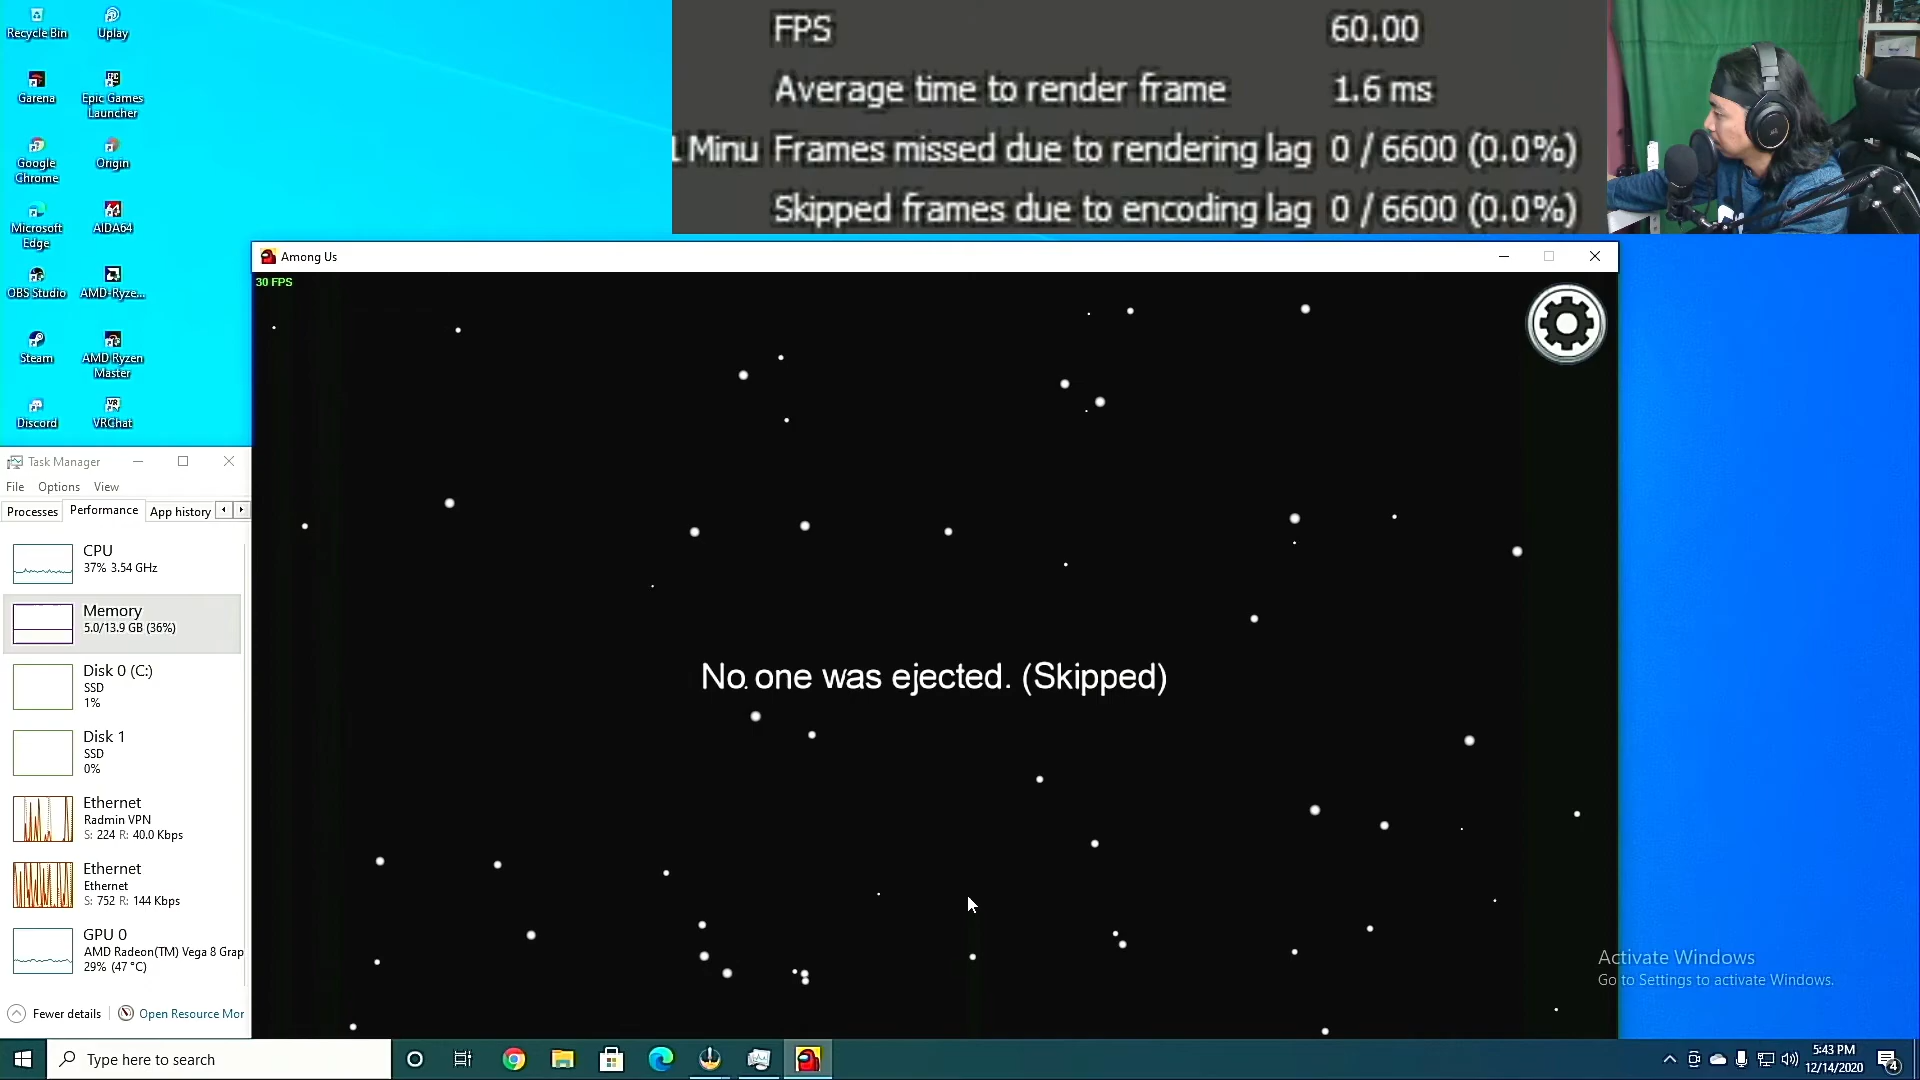 Recycle Bin
Uplay
Garena
Epic Games
Launcher
Google
Chrome
Origin
Microsoft
Edge
AIDA64
OBS Studio
AMD-Ryze...
Steam
AMD Ryzen
Master
Discord
VRChat
FPS 60.00
Average time to render frame 1.6 ms
1 Minu Frames missed due to rendering lag 0 / 6600 (0.0%)
Skipped frames due to encoding lag 0 / 6600 (0.0%)
Among Us
30 FPS
No one was ejected. (Skipped)
Task Manager
File Options View
Processes Performance App history
CPU
37% 3.54 GHz
Memory
5.0/13.9 GB (36%)
Disk 0 (C:)
SSD
1%
Disk 1
SSD
0%
Ethernet
Radmin VPN
S: 224 R: 40.0 Kbps
Ethernet
Ethernet
S: 752 R: 144 Kbps
GPU 0
AMD Radeon(TM) Vega 8 Grap
29% (47 °C)
Fewer details Open Resource Mor
Activate Windows
Go to Settings to activate Windows.
Type here to search
5:43 PM
12/14/2020
4